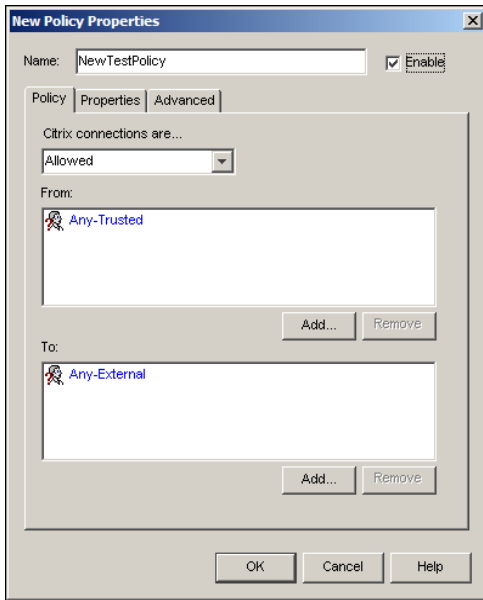 New Policy Properties
Name: NewTestPolicy Enable
Policy Properties Advanced
Citrix connections are...
Allowed
From:
Any-Trusted
Add... Remove
To:
Any-External
Add... Remove
OK Cancel Help